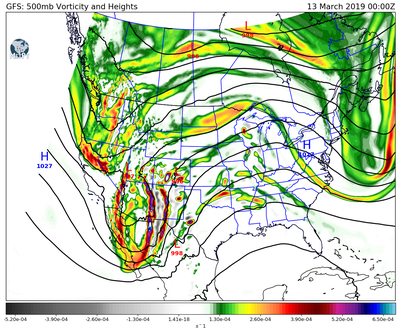 GFS: 500mb Vorticity and Heights 13 March 2019 00:00Z
L
H
1027
H
L
998
-5.20e-04 -3.90e-04 -2.60e-04 -1.30e-04 1.41e-18 1.30e-04 2.60e-04 3.90e-04 5.20e-04 6.50e-04
s⁻¹